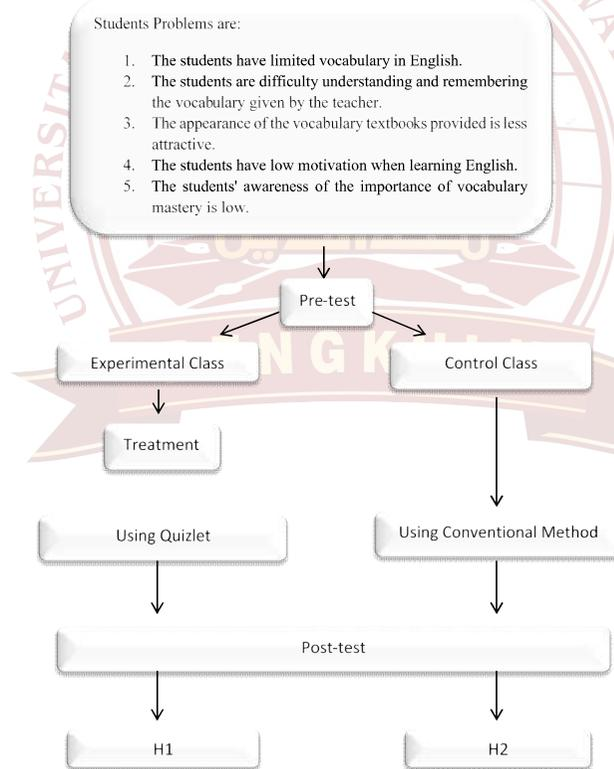 Students Problems are:
1. The students have limited vocabulary in English.
2. The students are difficulty understanding and remembering
the vocabulary given by the teacher.
3. The appearance of the vocabulary textbooks provided is less
attractive.
4. The students have low motivation when learning English.
5. The students' awareness of the importance of vocabulary
mastery is low.
Pre-test
Experimental Class
Control Class
Treatment
Using Quizlet
Using Conventional Method
Post-test
H1
H2